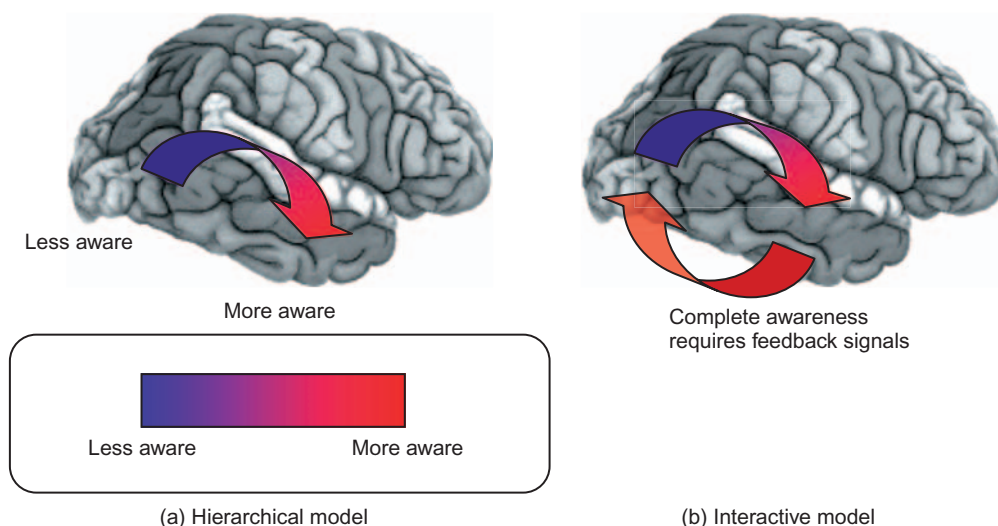 Less aware
More aware
Less aware
More aware
(a) Hierarchical model
Complete awareness
requires feedback signals
(b) Interactive model